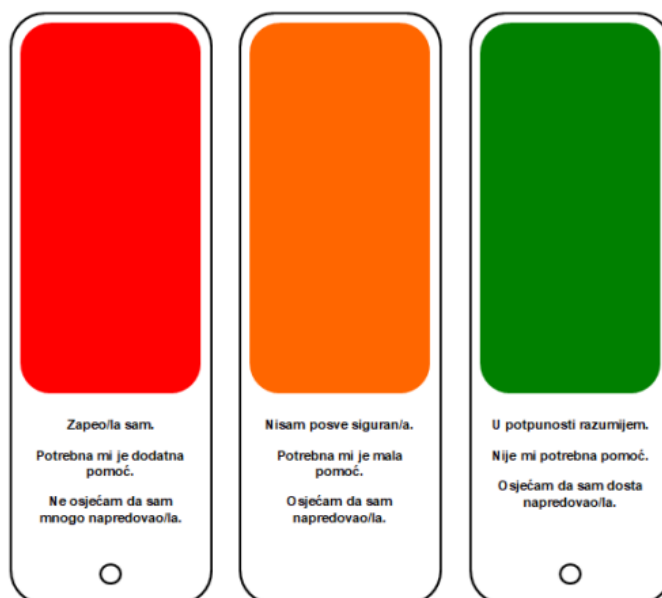 Zapeo/la sam.
Potrebna mi je dodatna
pomoć.
Ne osjećam da sam
mnogo napredovao/la.
Nisam posve siguran/a.
Potrebna mi je mala
pomoć.
Osjećam da sam
napredovao/la.
U potpunosti razumijem.
Nije mi potrebna pomoć.
Osjećam da sam dosta
napredovao/la.